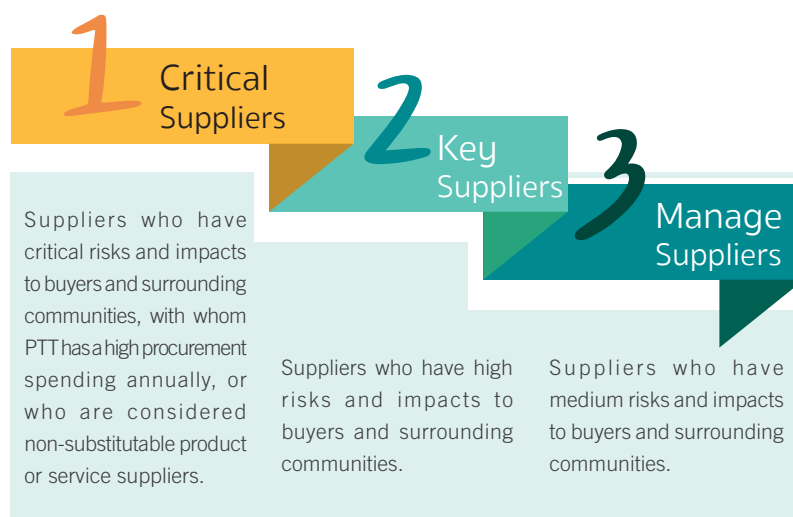 1
Critical
Suppliers
Suppliers who have
critical risks and impacts
to buyers and surrounding
communities, with whom
PTT has a high procurement
spending annually, or
who are considered
non-substitutable product
or service suppliers.
2
Key
Suppliers
Suppliers who have high
risks and impacts to
buyers and surrounding
communities.
3
Manage
Suppliers
Suppliers who have
medium risks and impacts
to buyers and surrounding
communities.